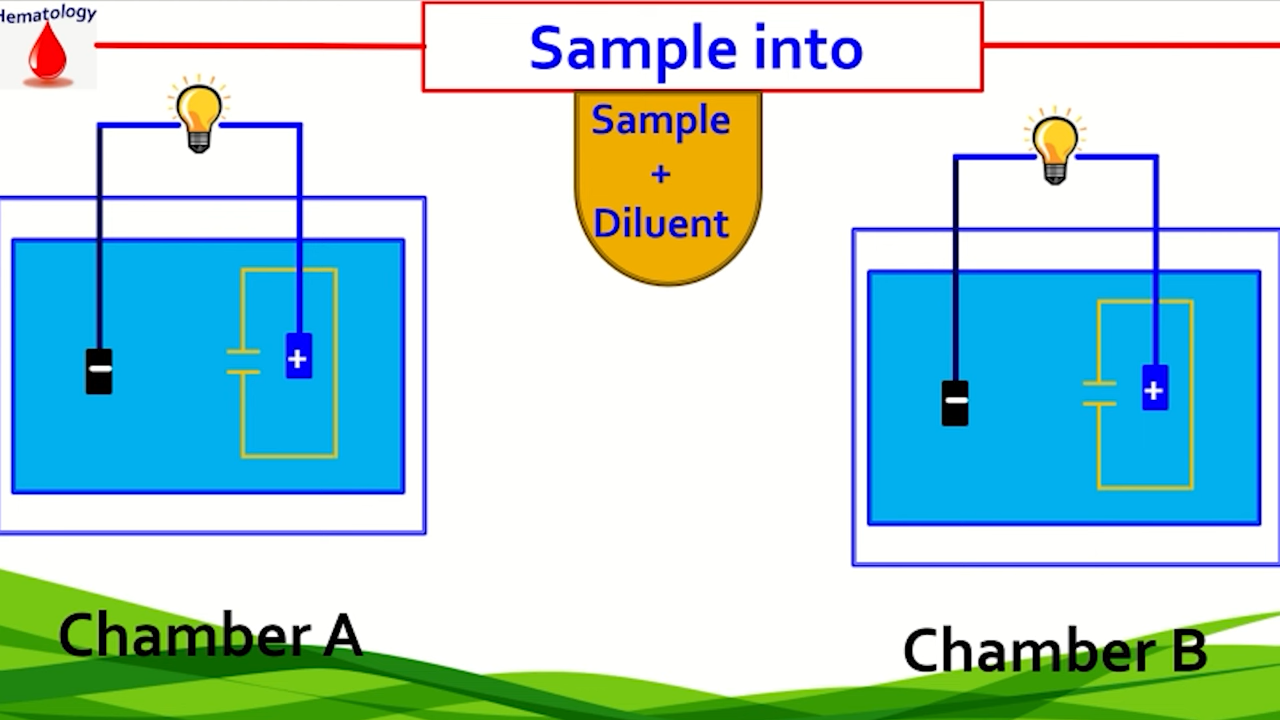 Hematology
Sample into
Sample
+
Diluent
+
+
Chamber A
Chamber B